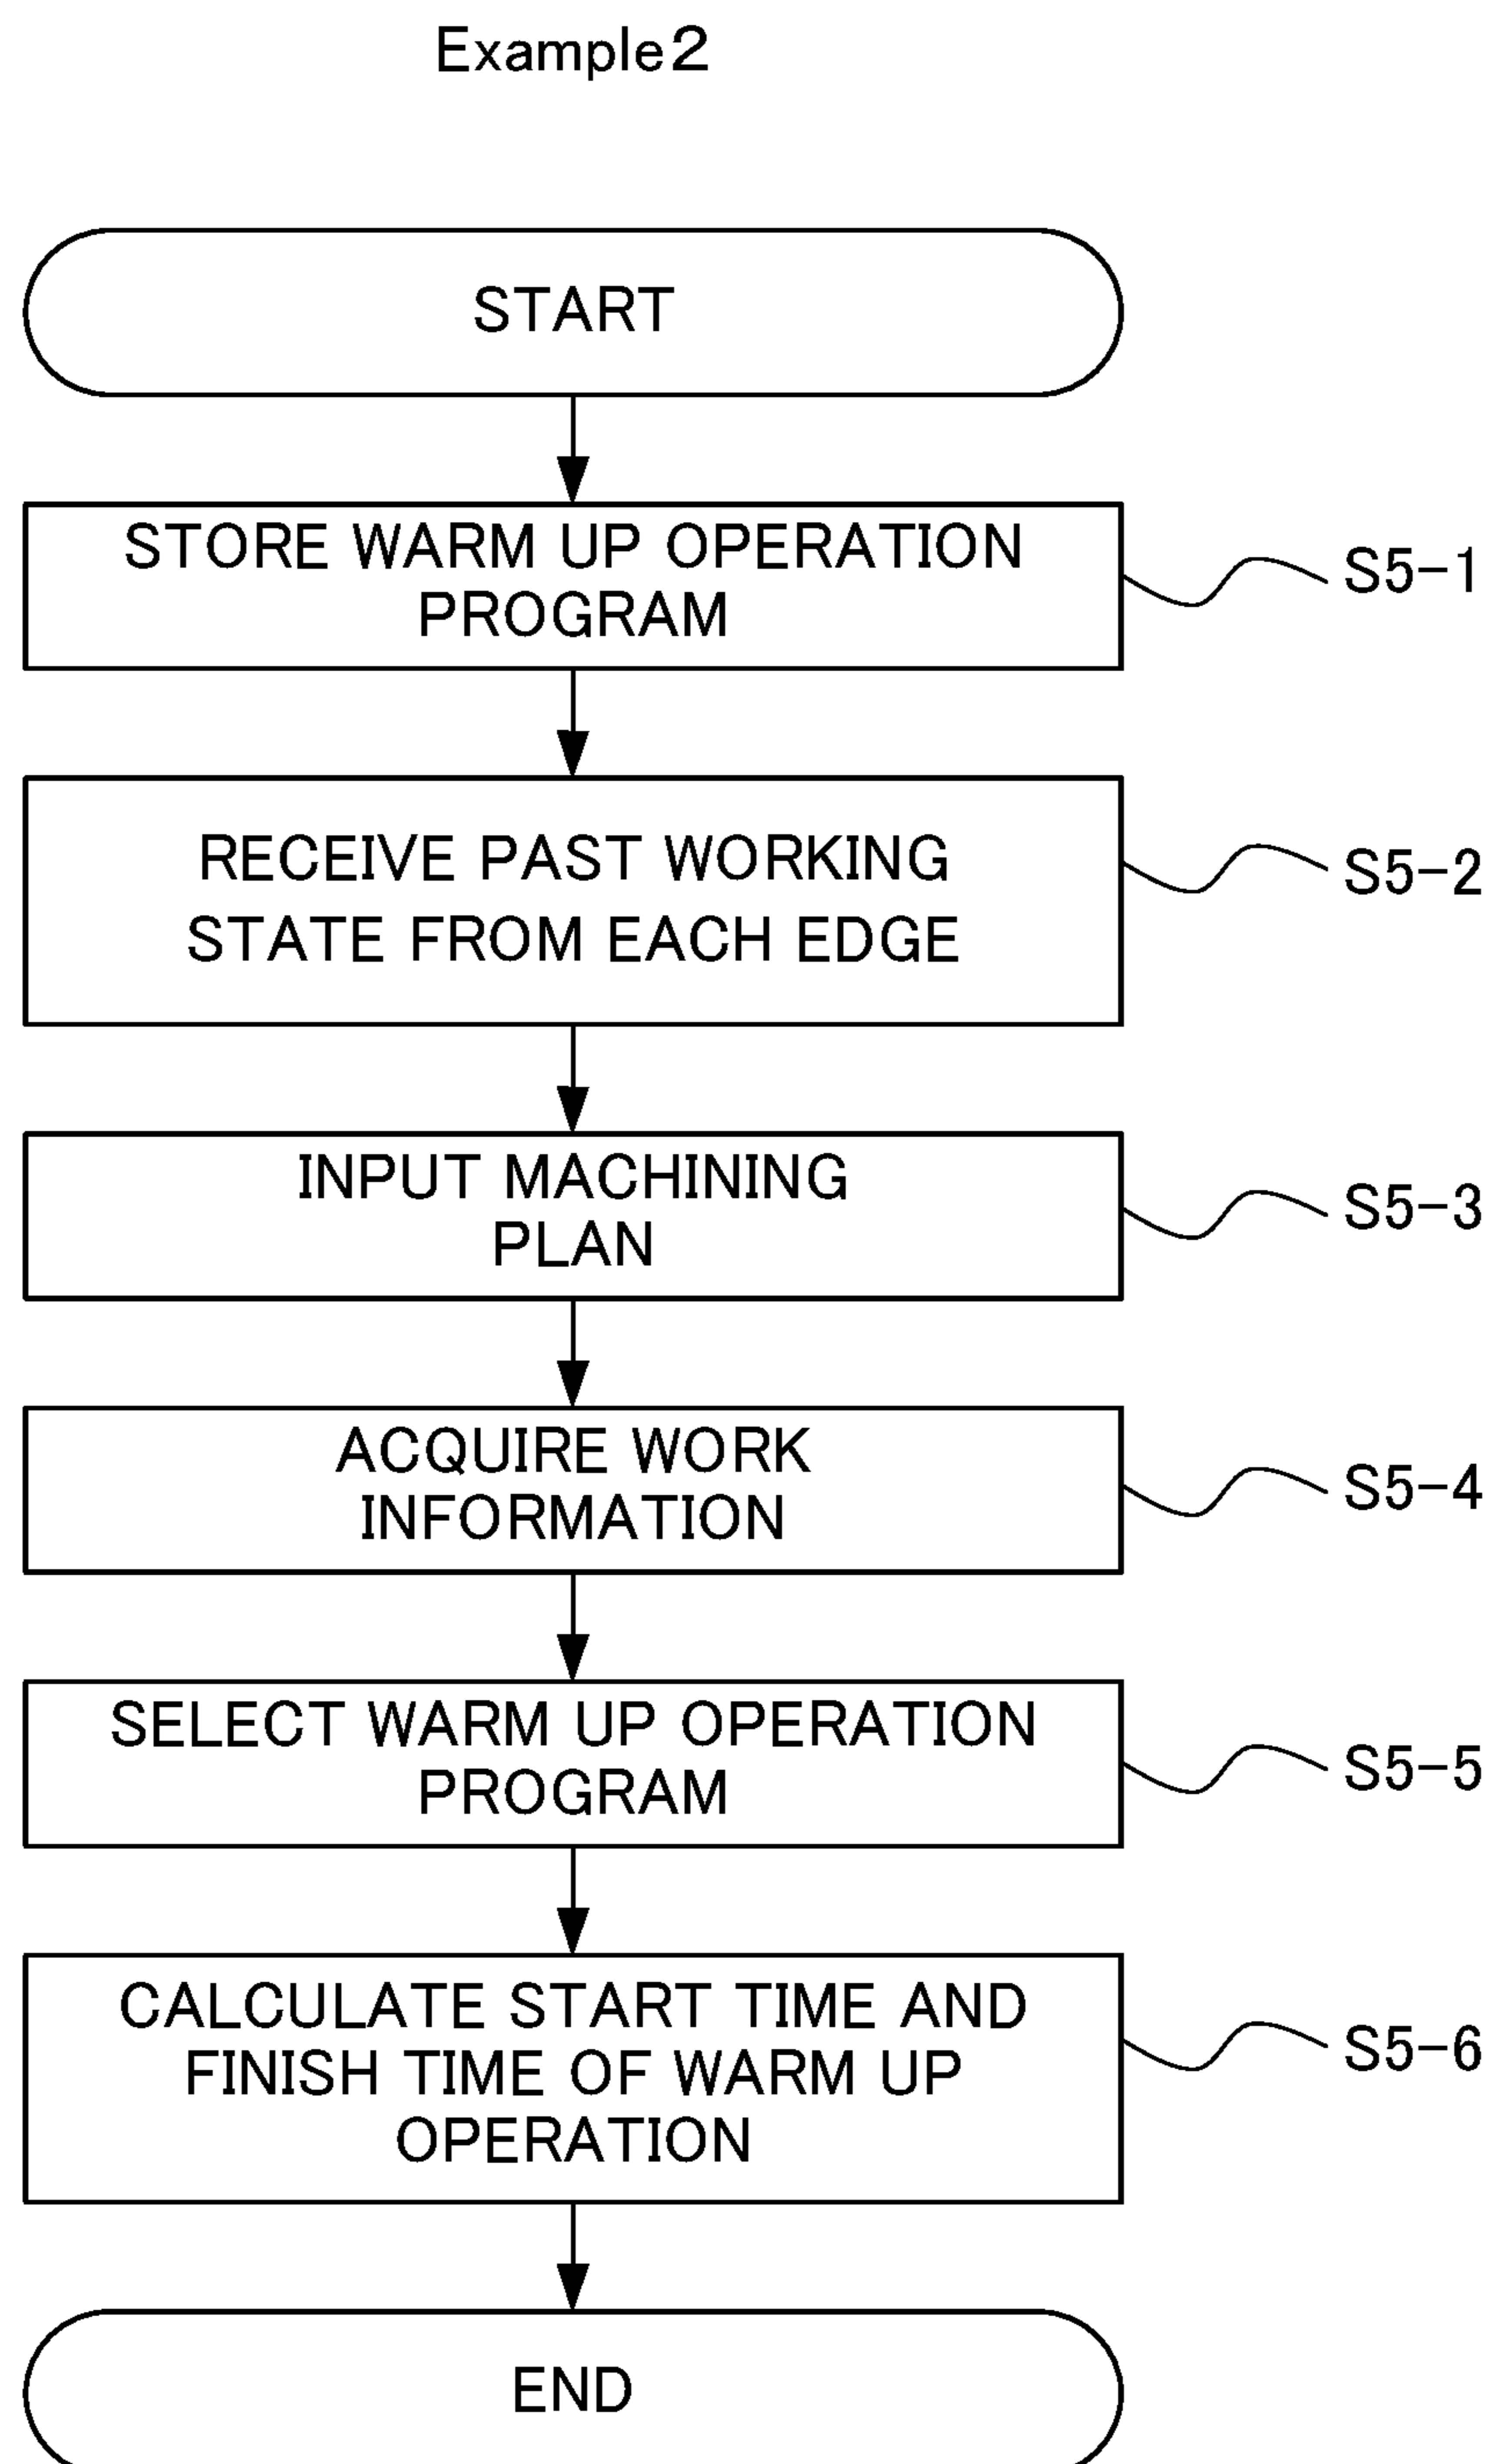 Example2
START
STORE WARM UP OPERATION
PROGRAM
S5-1
RECEIVE PAST WORKING
STATE FROM EACH EDGE
S5-2
INPUT MACHINING
PLAN
S5-3
ACQUIRE WORK
INFORMATION
S5-4
SELECT WARM UP OPERATION
PROGRAM
S5-5
CALCULATE START TIME AND
FINISH TIME OF WARM UP
OPERATION
S5-6
END